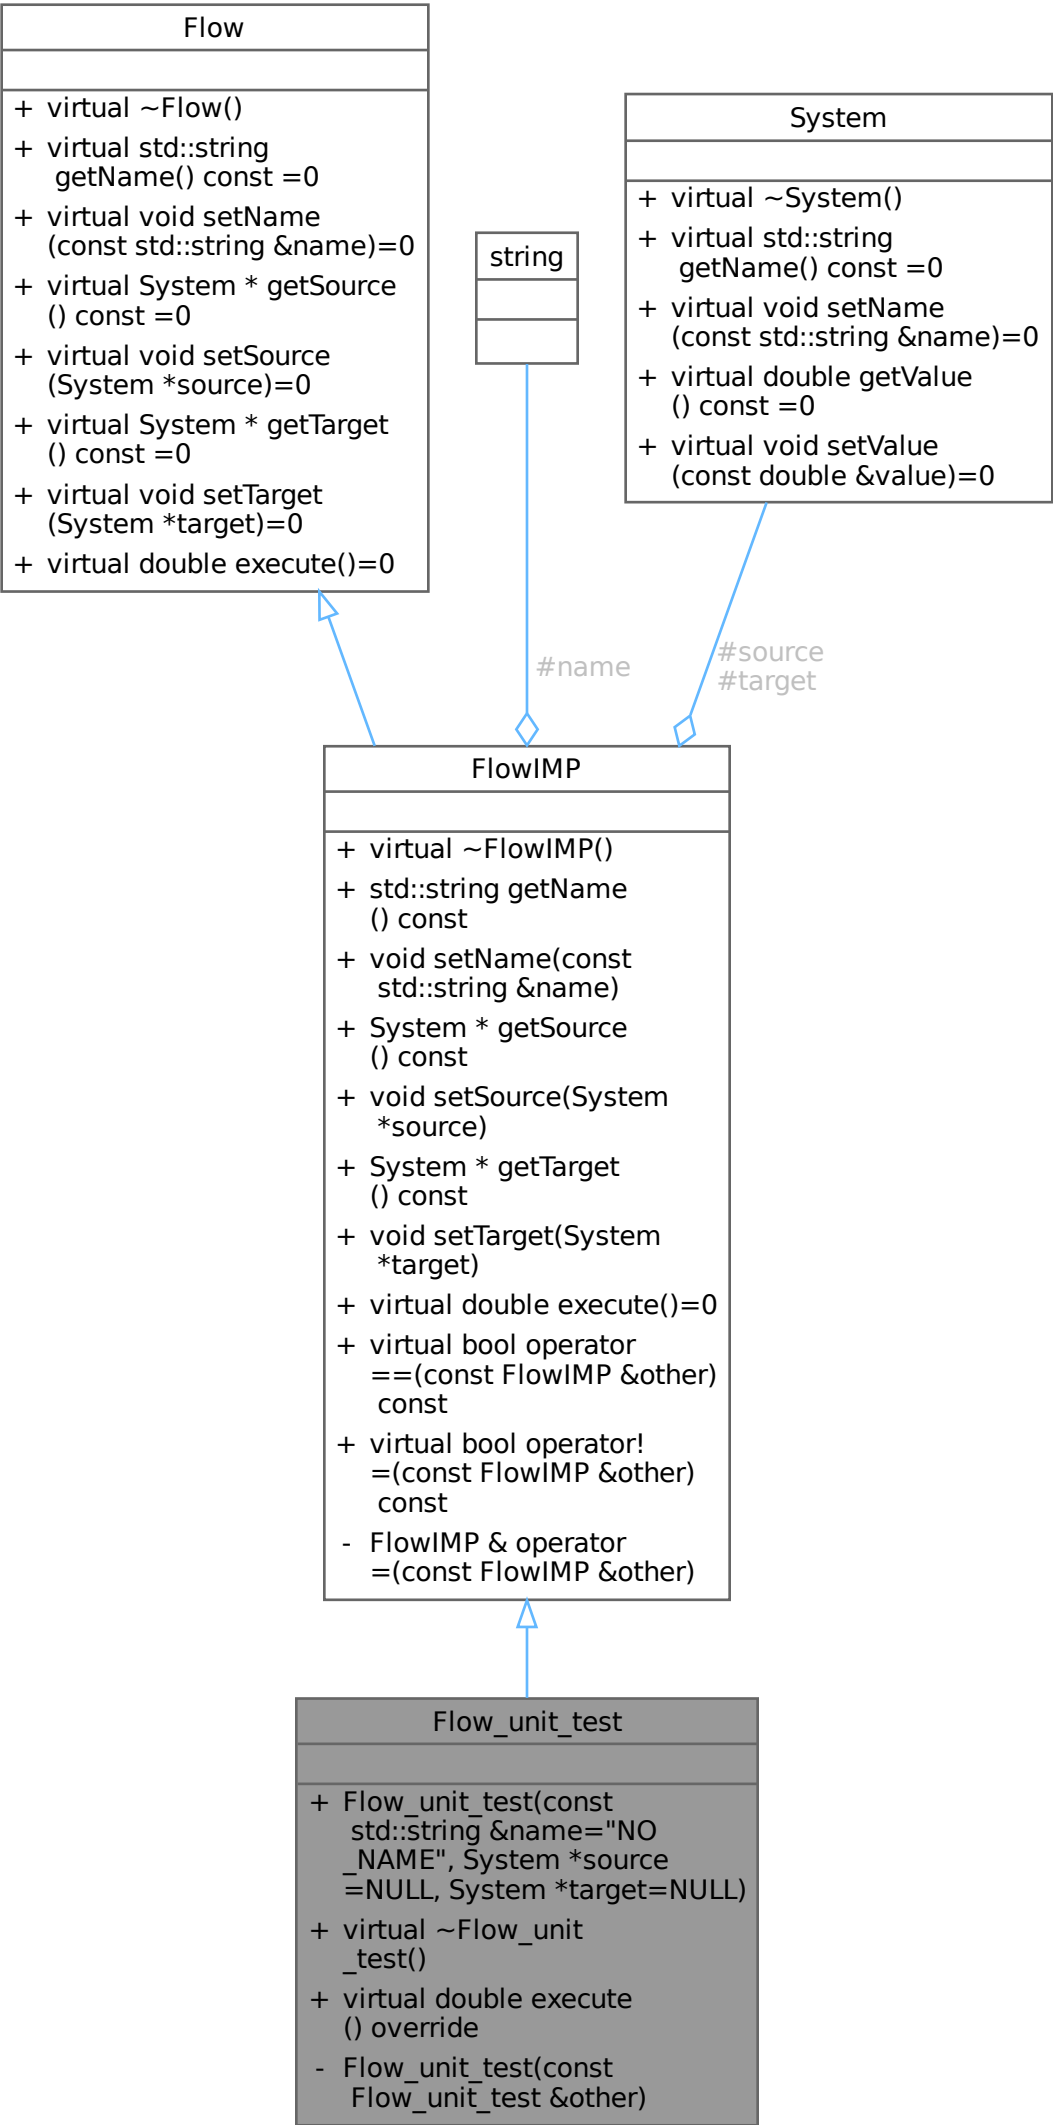 Flow
+ virtual ~Flow()
+ virtual std::string
getName() const =0
+ virtual void setName
(const std::string &name)=0
+ virtual System * getSource
() const =0
+ virtual void setSource
(System *source)=0
+ virtual System * getTarget
() const =0
+ virtual void setTarget
(System *target)=0
+ virtual double execute()=0
string
System
+ virtual ~System()
+ virtual std::string
getName() const =0
+ virtual void setName
(const std::string &name)=0
+ virtual double getValue
() const =0
+ virtual void setValue
(const double &value)=0
#name
#source
#target
FlowIMP
+ virtual ~FlowIMP()
+ std::string getName
() const
+ void setName(const
std::string &name)
+ System * getSource
() const
+ void setSource(System
*source)
+ System * getTarget
() const
+ void setTarget(System
*target)
+ virtual double execute()=0
+ virtual bool operator
==(const FlowIMP &other)
const
+ virtual bool operator!
=(const FlowIMP &other)
const
- FlowIMP & operator
=(const FlowIMP &other)
Flow_unit_test
+ Flow_unit_test(const
std::string &name="NO
_NAME", System *source
=NULL, System *target=NULL)
+ virtual ~Flow_unit
_test()
+ virtual double execute
() override
- Flow_unit_test(const
Flow_unit_test &other)